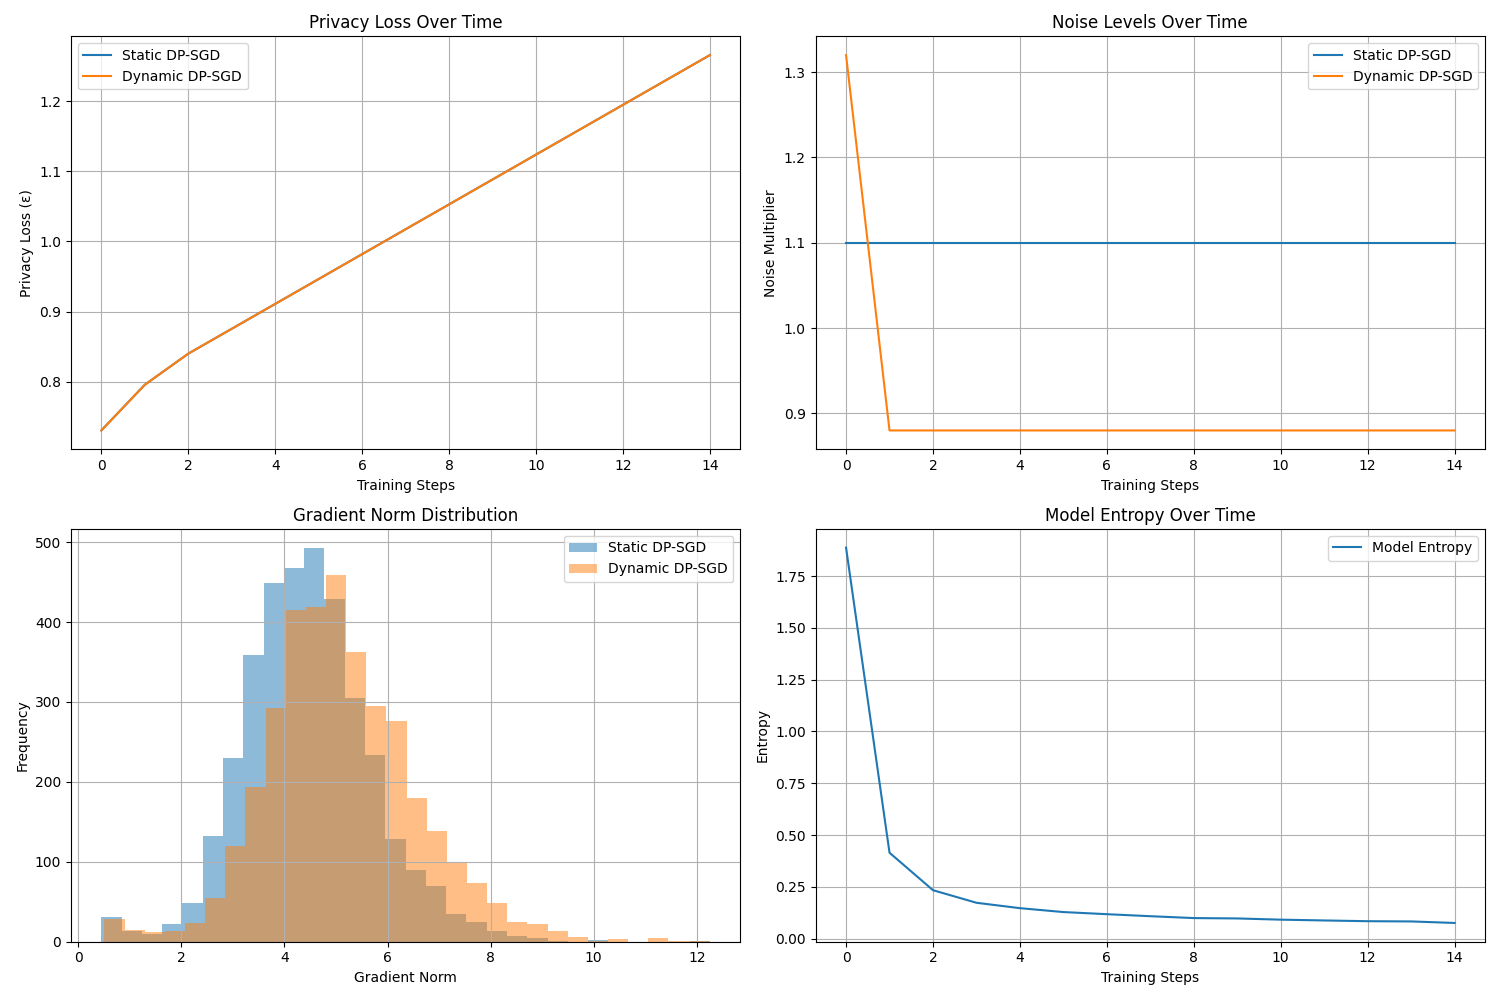 Privacy Loss Over Time
Static DP-SGD
Dynamic DP-SGD
Privacy Loss (ε)
1.2
1.1
1.0
0.9
0.8
0 2 4 6 8 10 12 14
Training Steps
Noise Levels Over Time
Static DP-SGD
Dynamic DP-SGD
Noise Multiplier
1.3
1.2
1.1
1.0
0.9
0 2 4 6 8 10 12 14
Training Steps
Gradient Norm Distribution
Static DP-SGD
Dynamic DP-SGD
Frequency
500
400
300
200
100
0
0 2 4 6 8 10 12
Gradient Norm
Model Entropy Over Time
Model Entropy
Entropy
1.75
1.50
1.25
1.00
0.75
0.50
0.25
0.00
0 2 4 6 8 10 12 14
Training Steps